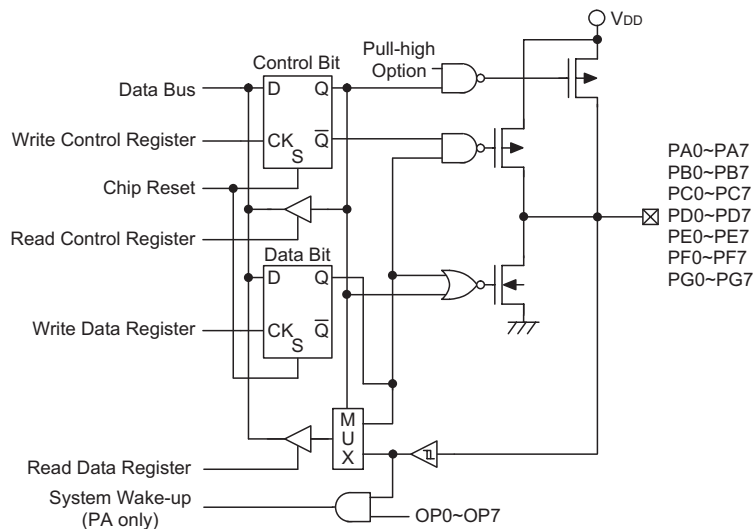 VDD
Pull-high
Option
Control Bit
Data Bus
D Q
Write Control Register
CK Q
S
Chip Reset
Read Control Register
Data Bit
D Q
Write Data Register
CK Q
S
M
U
X
Read Data Register
System Wake-up
(PA only)
OP0~OP7
PA0~PA7
PB0~PB7
PC0~PC7
PD0~PD7
PE0~PE7
PF0~PF7
PG0~PG7